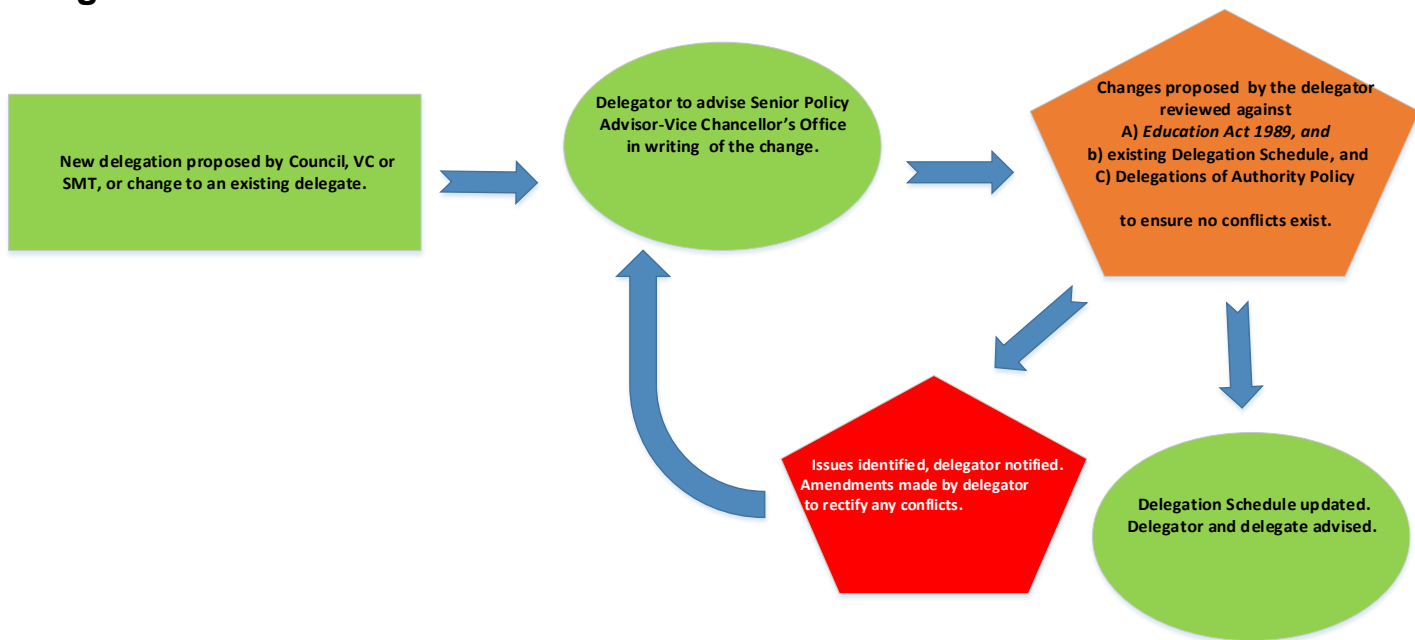 New delegation proposed by Council, VC or
SMT, or change to an existing delegate.
Delegator to advise Senior Policy
Advisor-Vice Chancellor's Office
in writing of the change.
Changes proposed by the delegator
reviewed against
A) Education Act 1989, and
b) existing Delegation Schedule, and
C) Delegations of Authority Policy
to ensure no conflicts exist.
Issues identified, delegator notified.
Amendments made by delegator
to rectify any conflicts.
Delegation Schedule updated.
Delegator and delegate advised.